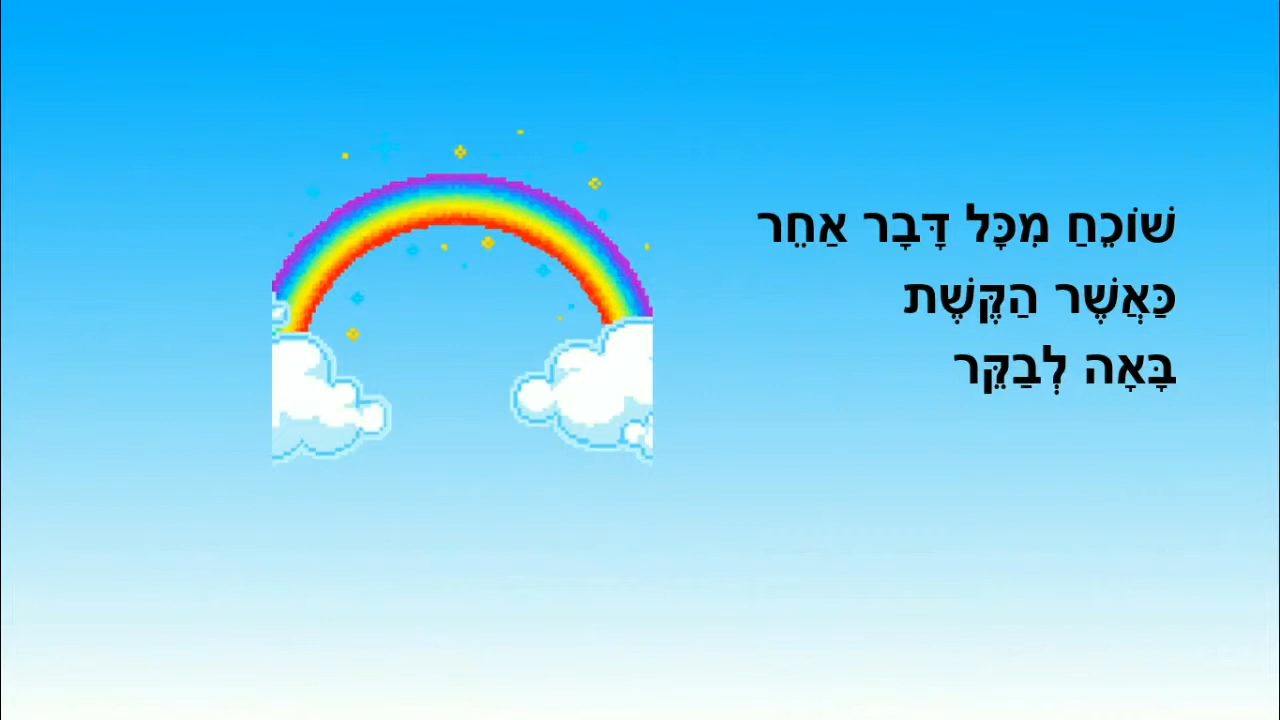 שׁוֹכֵחַ מִכָּל דָּבָר אַחֵר
כַּאֲשֶׁר הַקֶּשֶׁת
בָּאָה לְבַקֵּר